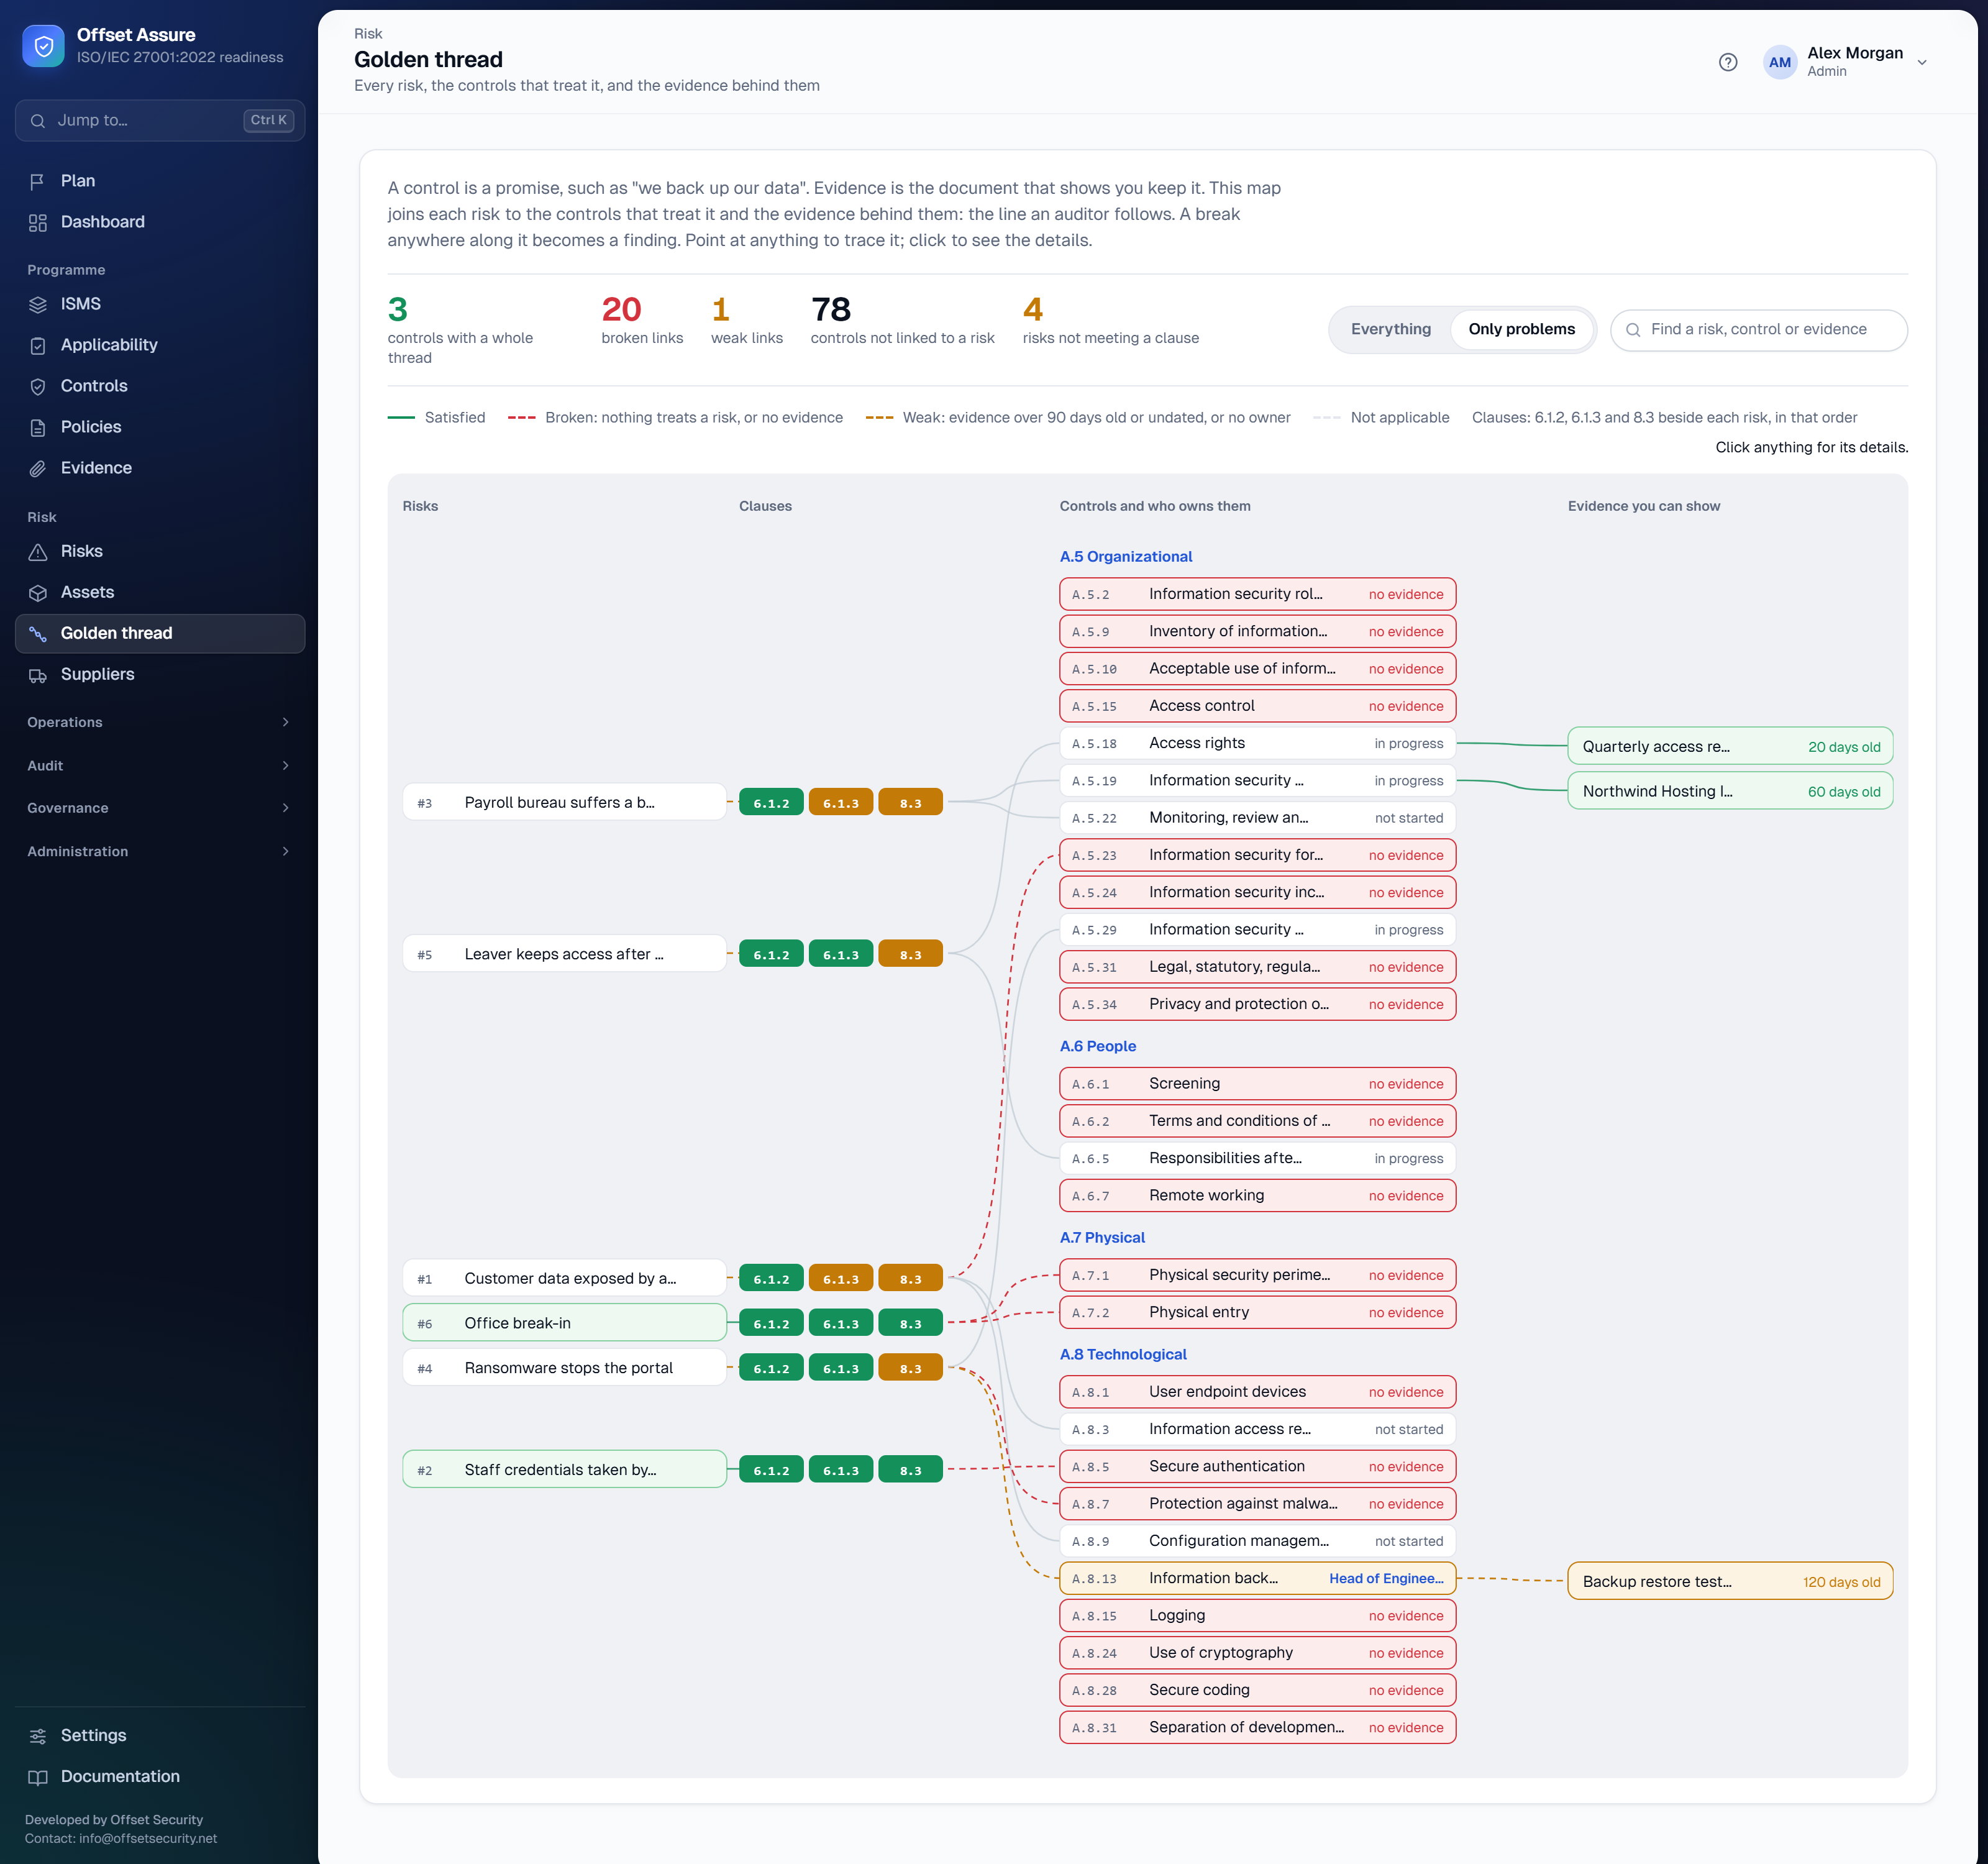 Offset Assure
ISO/IEC 27001:2022 readiness
Jump to...
Ctrl K
Plan
Dashboard
Programme
ISMS
Applicability
Controls
Policies
Evidence
Risk
Risks
Assets
Golden thread
Suppliers
Operations
Audit
Governance
Administration
Settings
Documentation
Developed by Offset Security
Contact: info@offsetsecurity.net
Risk
Golden thread
Every risk, the controls that treat it, and the evidence behind them
AM
Alex Morgan
Admin
A control is a promise, such as "we back up our data". Evidence is the document that shows you keep it. This map
joins each risk to the controls that treat it and the evidence behind them: the line an auditor follows. A break
anywhere along it becomes a finding. Point at anything to trace it; click to see the details.
3
controls with a whole
thread
20
broken links
1
weak links
78
controls not linked to a risk
4
risks not meeting a clause
Everything
Only problems
Find a risk, control or evidence
Satisfied
Broken: nothing treats a risk, or no evidence
Weak: evidence over 90 days old or undated, or no owner
Not applicable
Clauses: 6.1.2, 6.1.3 and 8.3 beside each risk, in that order
Click anything for its details.
Risks
Clauses
Controls and who owns them
Evidence you can show
#3 Payroll bureau suffers a b... 6.1.2 6.1.3 8.3
#5 Leaver keeps access after ... 6.1.2 6.1.3 8.3
#1 Customer data exposed by a... 6.1.2 6.1.3 8.3
#6 Office break-in 6.1.2 6.1.3 8.3
#4 Ransomware stops the portal 6.1.2 6.1.3 8.3
#2 Staff credentials taken by... 6.1.2 6.1.3 8.3
A.5 Organizational
A.5.2 Information security rol... no evidence
A.5.9 Inventory of information... no evidence
A.5.10 Acceptable use of inform... no evidence
A.5.15 Access control no evidence
A.5.18 Access rights in progress
A.5.19 Information security ... in progress
A.5.22 Monitoring, review an... not started
A.5.23 Information security for... no evidence
A.5.24 Information security inc... no evidence
A.5.29 Information security ... in progress
A.5.31 Legal, statutory, regula... no evidence
A.5.34 Privacy and protection o... no evidence
A.6 People
A.6.1 Screening no evidence
A.6.2 Terms and conditions of ... no evidence
A.6.5 Responsibilities afte... in progress
A.6.7 Remote working no evidence
A.7 Physical
A.7.1 Physical security perime... no evidence
A.7.2 Physical entry no evidence
A.8 Technological
A.8.1 User endpoint devices no evidence
A.8.3 Information access re... not started
A.8.5 Secure authentication no evidence
A.8.7 Protection against malwa... no evidence
A.8.9 Configuration managem... not started
A.8.13 Information back... Head of Enginee...
A.8.15 Logging no evidence
A.8.24 Use of cryptography no evidence
A.8.28 Secure coding no evidence
A.8.31 Separation of developmen... no evidence
Quarterly access re... 20 days old
Northwind Hosting I... 60 days old
Backup restore test... 120 days old